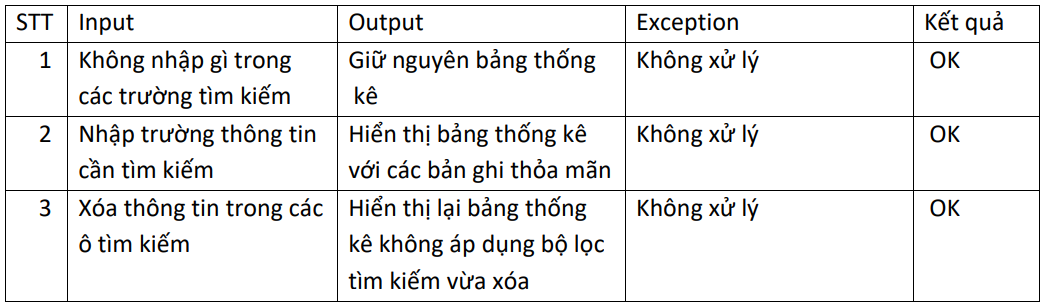 STT Input Output Exception Kết quả
1 Không nhập gì trong Giữ nguyên bảng thống Không xử lý OK
các trường tìm kiếm kê
2 Nhập trường thông tin Hiển thị bảng thống kê Không xử lý OK
cần tìm kiếm với các bản ghi thỏa mãn
3 Xóa thông tin trong các Hiển thị lại bảng thống Không xử lý OK
ô tìm kiếm kê không áp dụng bộ lọc
tìm kiếm vừa xóa